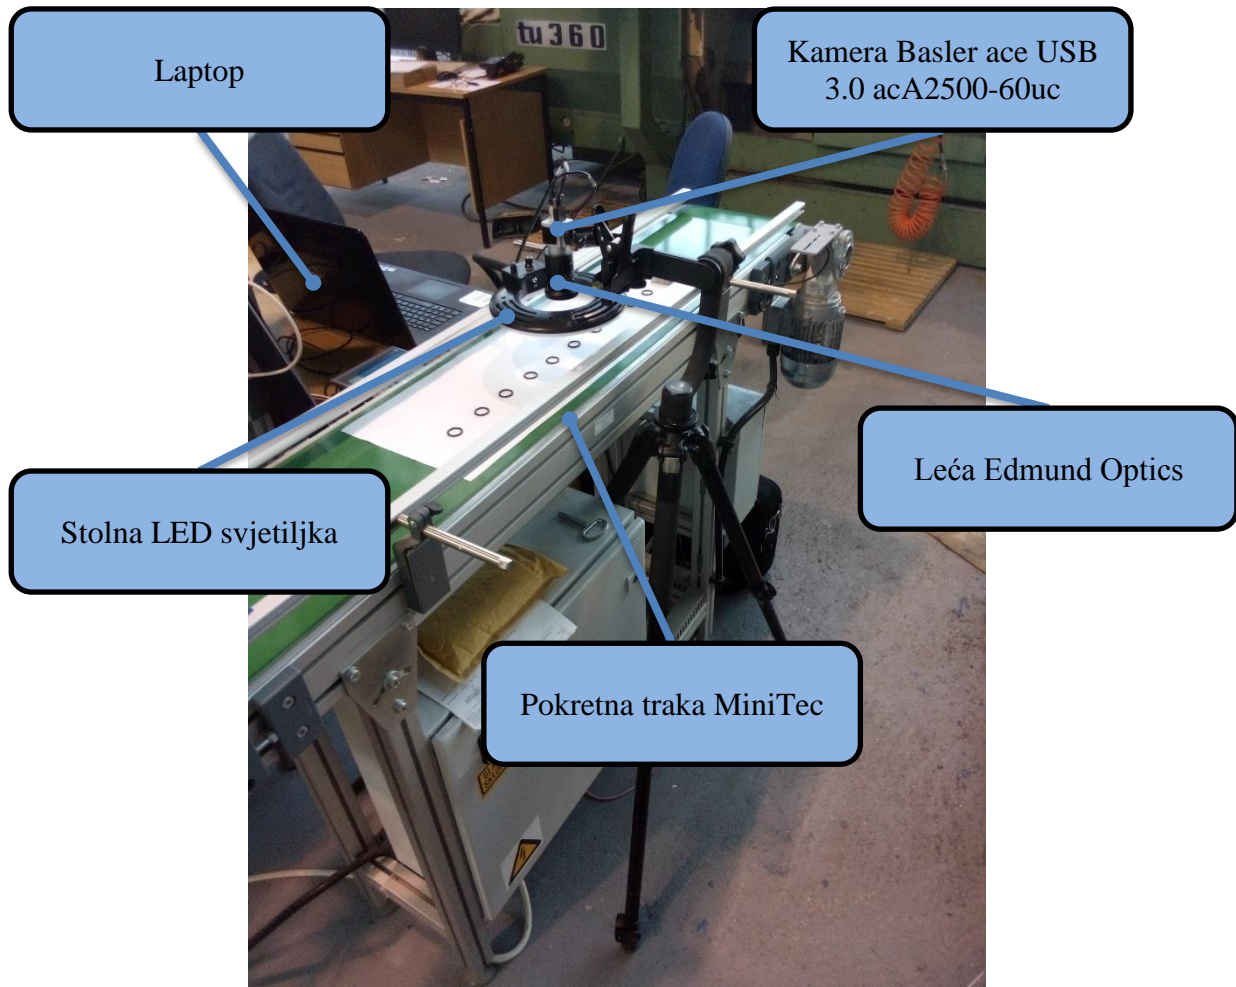 Laptop
tu 360
Kamera Basler ace USB
3.0 acA2500-60uc
Leća Edmund Optics
Stolna LED svjetiljka
Pokretna traka MiniTec